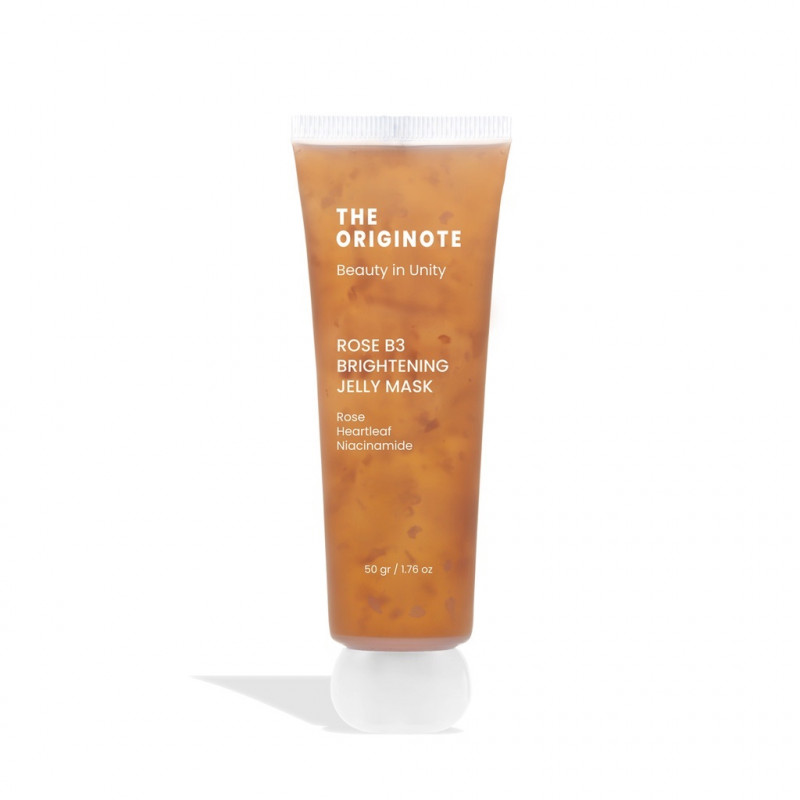 THE
ORIGINOTE
Beauty in Unity
ROSE B3
BRIGHTENING
JELLY MASK
Rose
Heartleaf
Niacinamide
50 gr / 1.76 oz